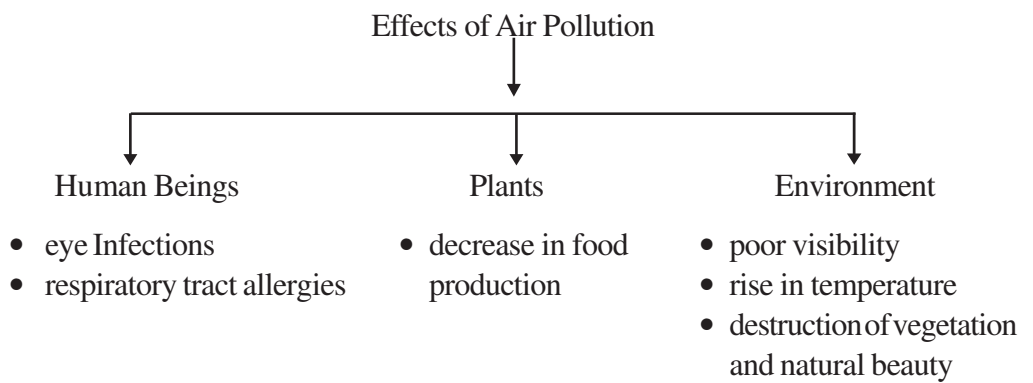 Effects of Air Pollution
Human Beings
• eye Infections
• respiratory tract allergies
Plants
• decrease in food
production
Environment
• poor visibility
• rise in temperature
• destruction of vegetation
and natural beauty